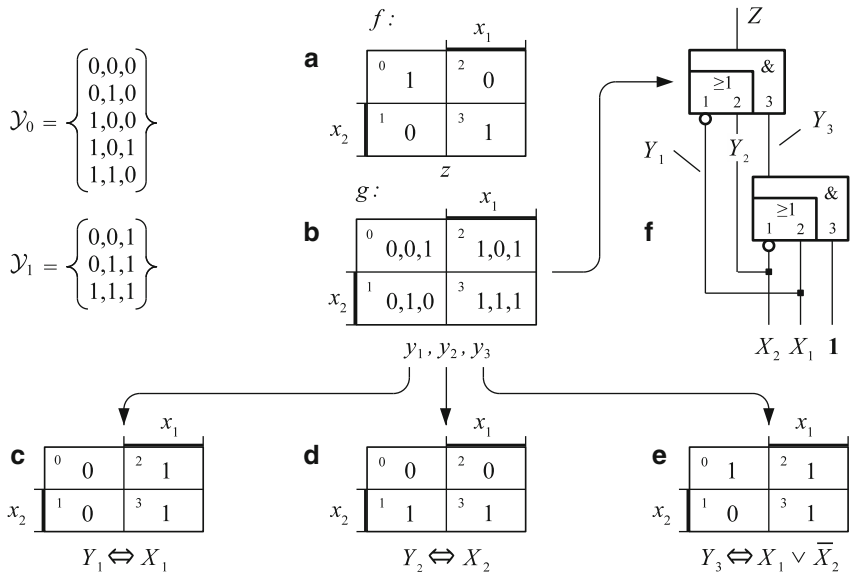 f :
x₁
a
0 1 2 0
x₂ 1 0 3 1
z
𝒴₀ =
0,0,0
0,1,0
1,0,0
1,0,1
1,1,0
𝒴₁ =
0,0,1
0,1,1
1,1,1
g :
x₁
b
0 0,0,1 2 1,0,1
x₂ 1 0,1,0 3 1,1,1
y₁ , y₂ , y₃
Z
&
≥1
1 2 3
Y₁ Y₂ Y₃
f
&
≥1
1 2 3
X₂ X₁ 1
c
x₁
0 0 2 1
x₂ 1 0 3 1
Y₁ ⇔ X₁
d
x₁
0 0 2 0
x₂ 1 1 3 1
Y₂ ⇔ X₂
e
x₁
0 1 2 1
x₂ 1 0 3 1
Y₃ ⇔ X₁ ∨ X̅₂